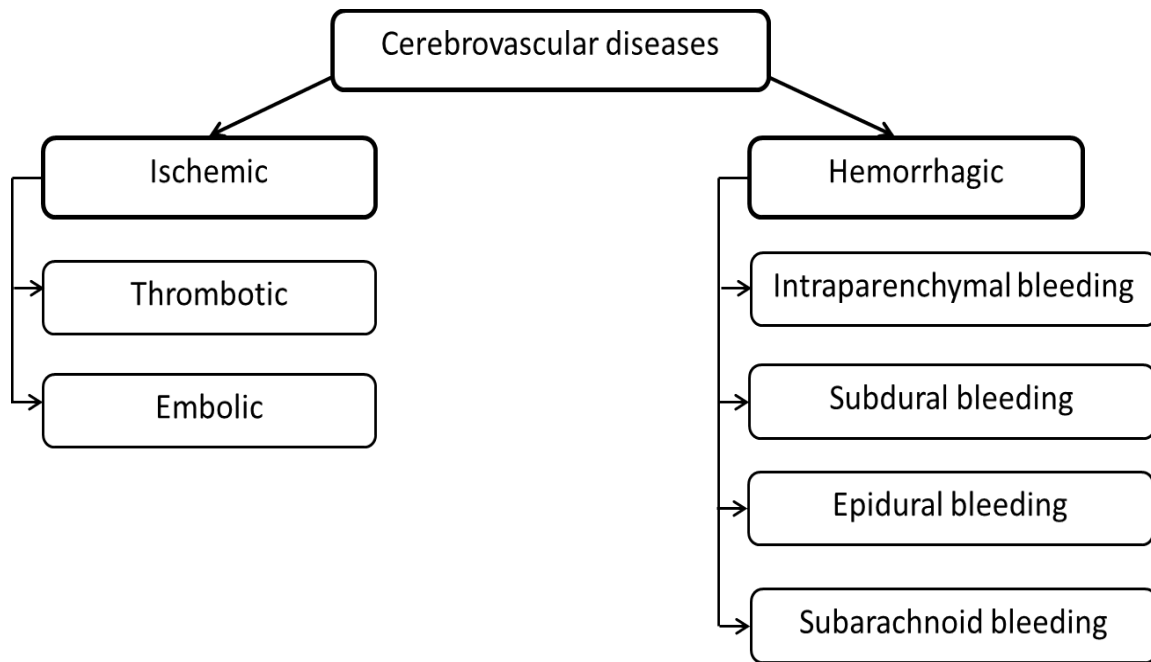 Cerebrovascular diseases
Ischemic
Thrombotic
Embolic
Hemorrhagic
Intraparenchymal bleeding
Subdural bleeding
Epidural bleeding
Subarachnoid bleeding